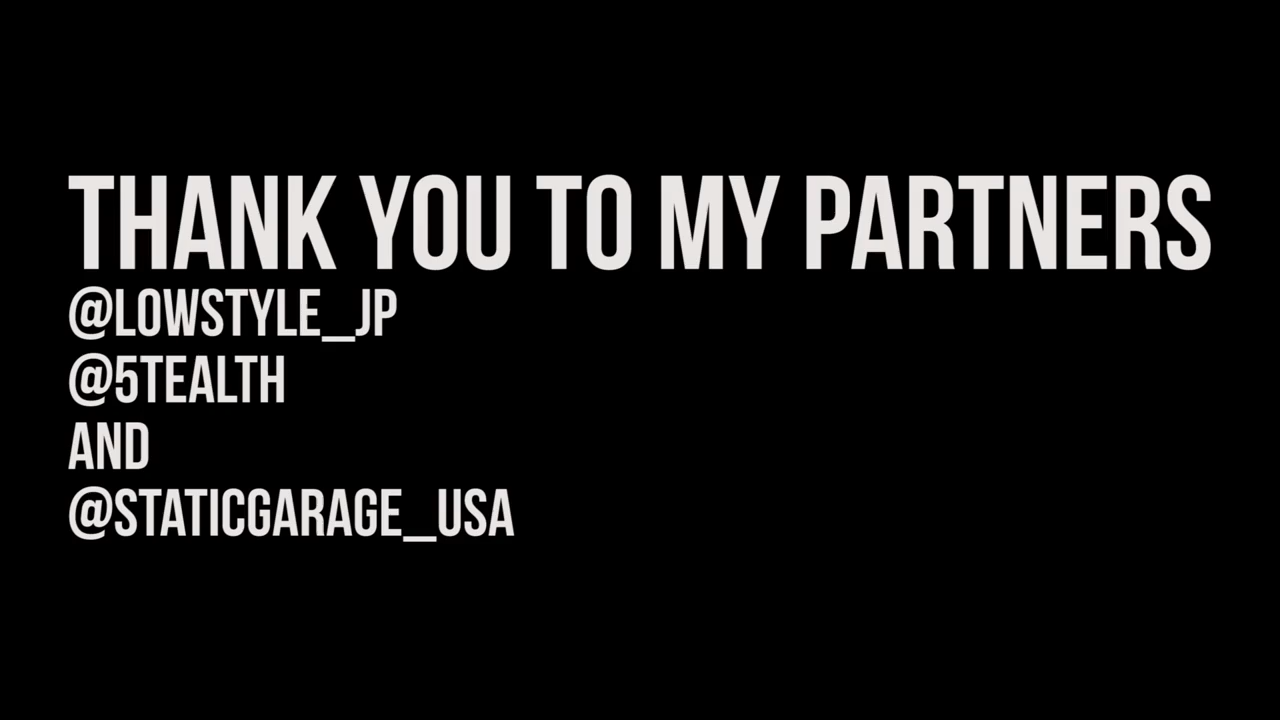 THANK YOU TO MY PARTNERS
@LOWSTYLE_JP
@5TEALTH
AND
@STATICGARAGE_USA